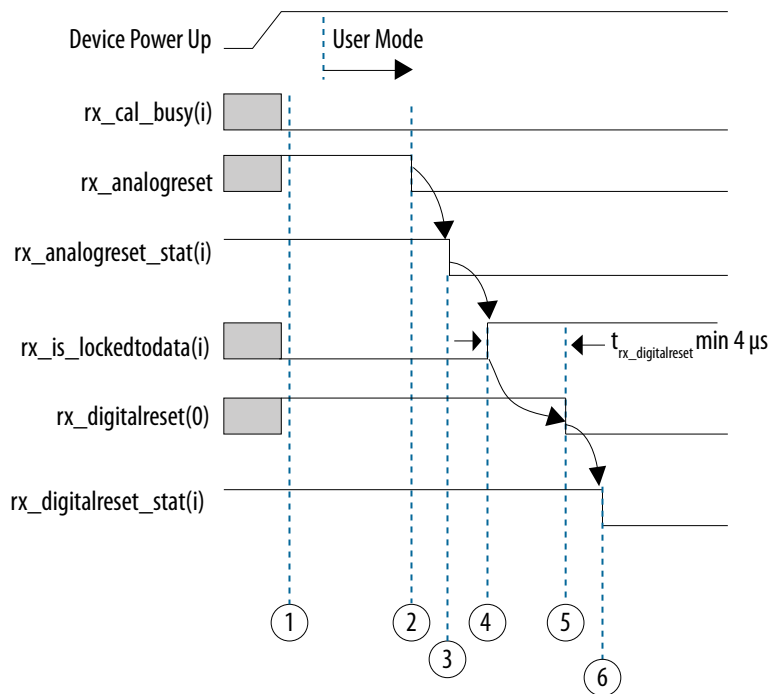 Device Power Up
User Mode
rx_cal_busy(i)
rx_analogreset
rx_analogreset_stat(i)
rx_is_lockedtodata(i)
t_rx_digitalreset min 4 μs
rx_digitalreset(0)
rx_digitalreset_stat(i)
1
2
3
4
5
6